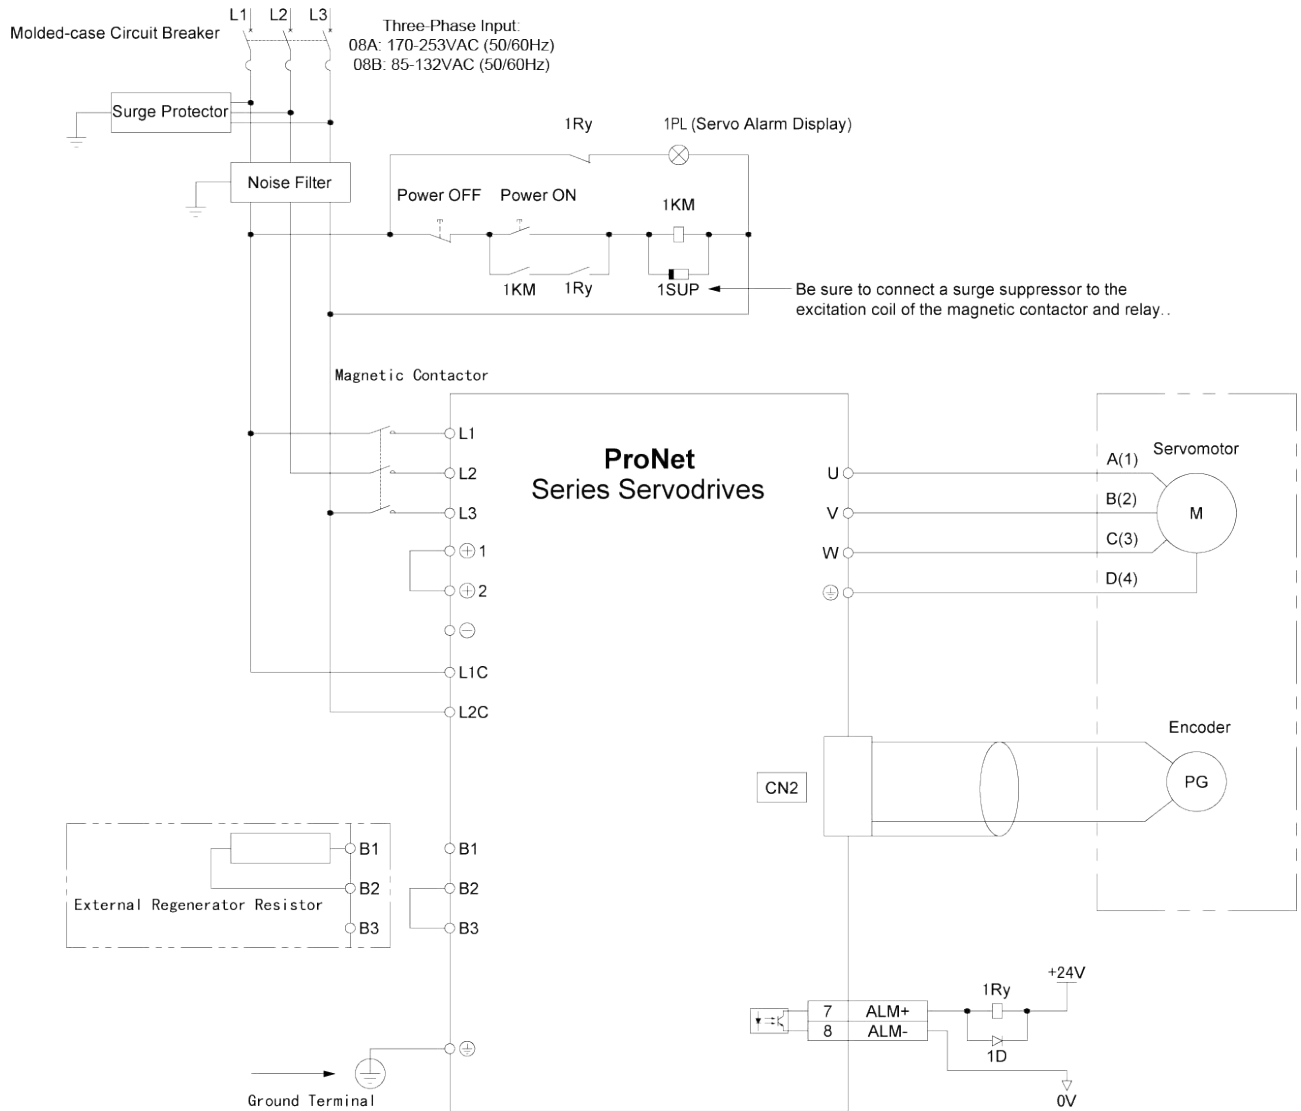 L1 L2 L3
Molded-case Circuit Breaker
Three-Phase Input:
08A: 170-253VAC (50/60Hz)
08B: 85-132VAC (50/60Hz)
Surge Protector
1Ry
1PL (Servo Alarm Display)
Noise Filter
Power OFF
Power ON
1KM
1KM
1Ry
1SUP
Be sure to connect a surge suppressor to the
excitation coil of the magnetic contactor and relay..
Magnetic Contactor
ProNet
Series Servodrives
L1
L2
L3
1
2
L1C
L2C
B1
B2
B3
U
V
W
A(1)
B(2)
C(3)
D(4)
Servomotor
M
Encoder
PG
CN2
B1
B2
B3
External Regenerator Resistor
+24V
1Ry
7 ALM+
8 ALM-
1D
0V
Ground Terminal